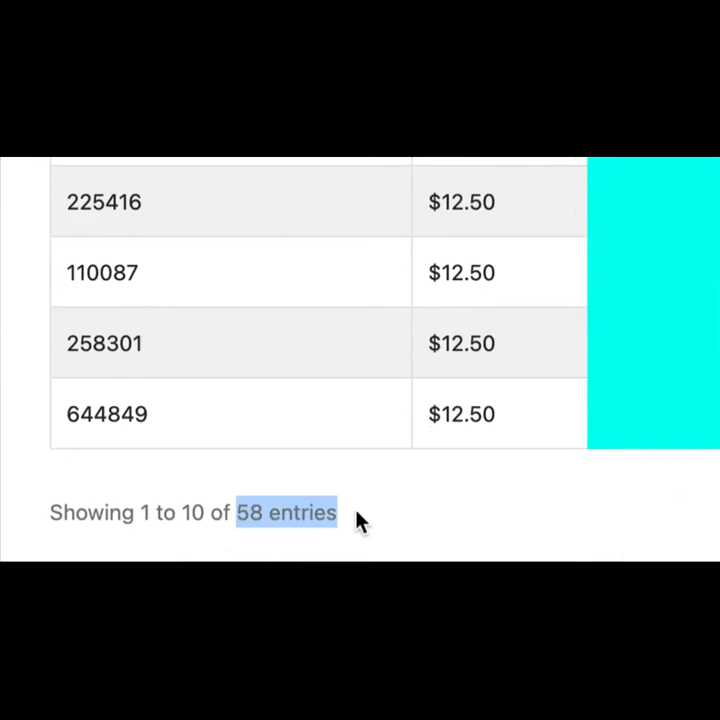 225416 $12.50
110087 $12.50
258301 $12.50
644849 $12.50
Showing 1 to 10 of 58 entries